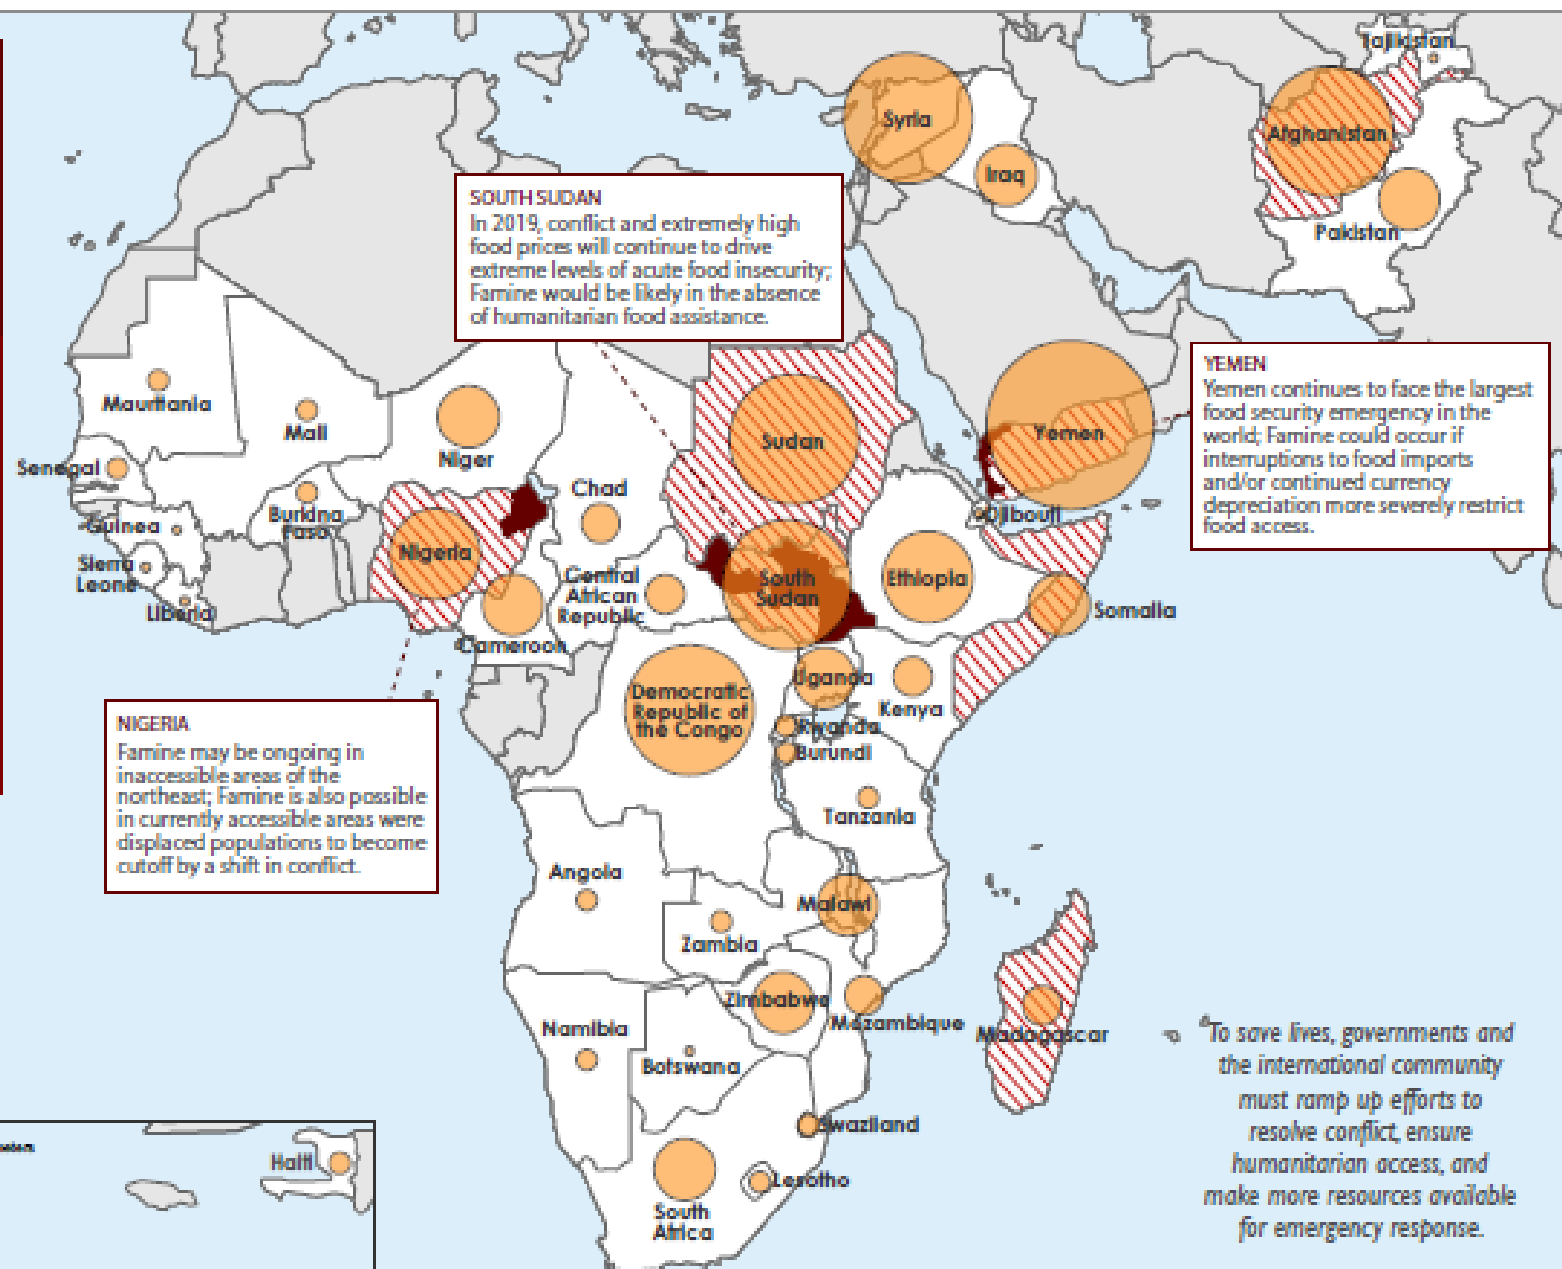 Tajikistan
Syria
Afghanistan
Iraq
Pakistan
SOUTH SUDAN
In 2019, conflict and extremely high
food prices will continue to drive
extreme levels of acute food insecurity;
Famine would be likely in the absence
of humanitarian food assistance.
YEMEN
Yemen continues to face the largest
food security emergency in the
world; Famine could occur if
interruptions to food imports
and/or continued currency
depreciation more severely restrict
food access.
Mauritania
Mali
Niger
Sudan
Yemen
Senegal
Chad
Burkina
Faso
Guinea
Djibouti
Nigeria
Sierra
Leone
Liberia
Central
African
Republic
South
Sudan
Ethiopia
Somalia
Cameroon
Uganda
Democratic
Republic of
the Congo
Kenya
Rwanda
Burundi
NIGERIA
Famine may be ongoing in
inaccessible areas of the
northeast; Famine is also possible
in currently accessible areas were
displaced populations to become
cutoff by a shift in conflict.
Tanzania
Angola
Malawi
Zambia
Zimbabwe
Mozambique
Namibia
Madagascar
Botswana
"To save lives, governments and
the international community
must ramp up efforts to
resolve conflict, ensure
humanitarian access, and
make more resources available
for emergency response.
Swaziland
Haiti
Lesotho
South
Africa